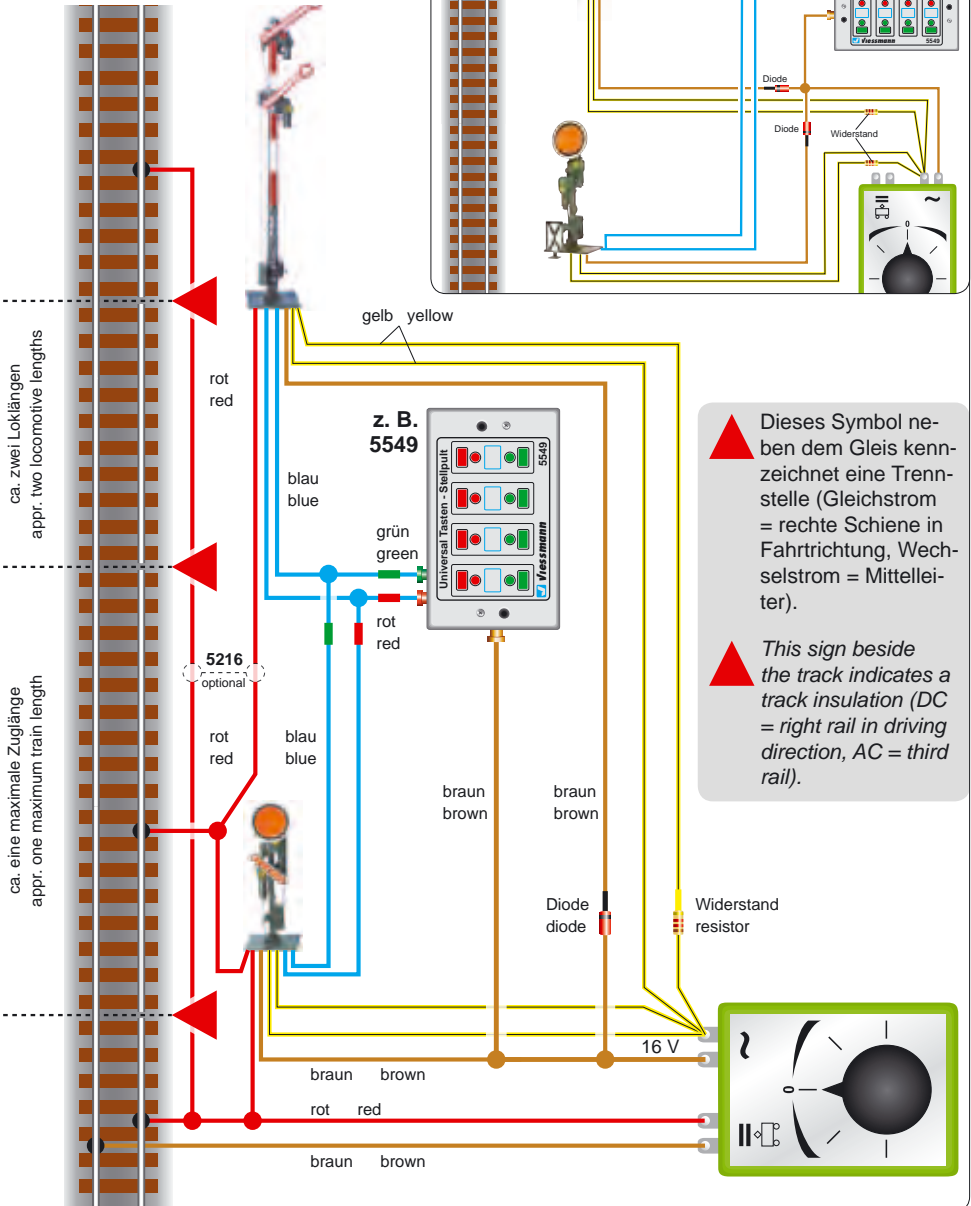 Viessmann
5549
Diode
Diode
Widerstand
0
gelb yellow
ca. zwei Loklängen
appr. two locomotive lengths
rot
red
z. B.
5549
Universal Tasten - Stellpult
5549
Viessmann
blau
blue
grün
green
rot
red
Dieses Symbol ne-
ben dem Gleis kenn-
zeichnet eine Trenn-
stelle (Gleichstrom
= rechte Schiene in
Fahrtrichtung, Wech-
selstrom = Mittellei-
ter).
This sign beside
the track indicates a
track insulation (DC
= right rail in driving
direction, AC = third
rail).
5216
optional
ca. eine maximale Zuglänge
appr. one maximum train length
rot
red
blau
blue
braun
brown
braun
brown
Diode
diode
Widerstand
resistor
16 V
0
braun brown
rot red
braun brown